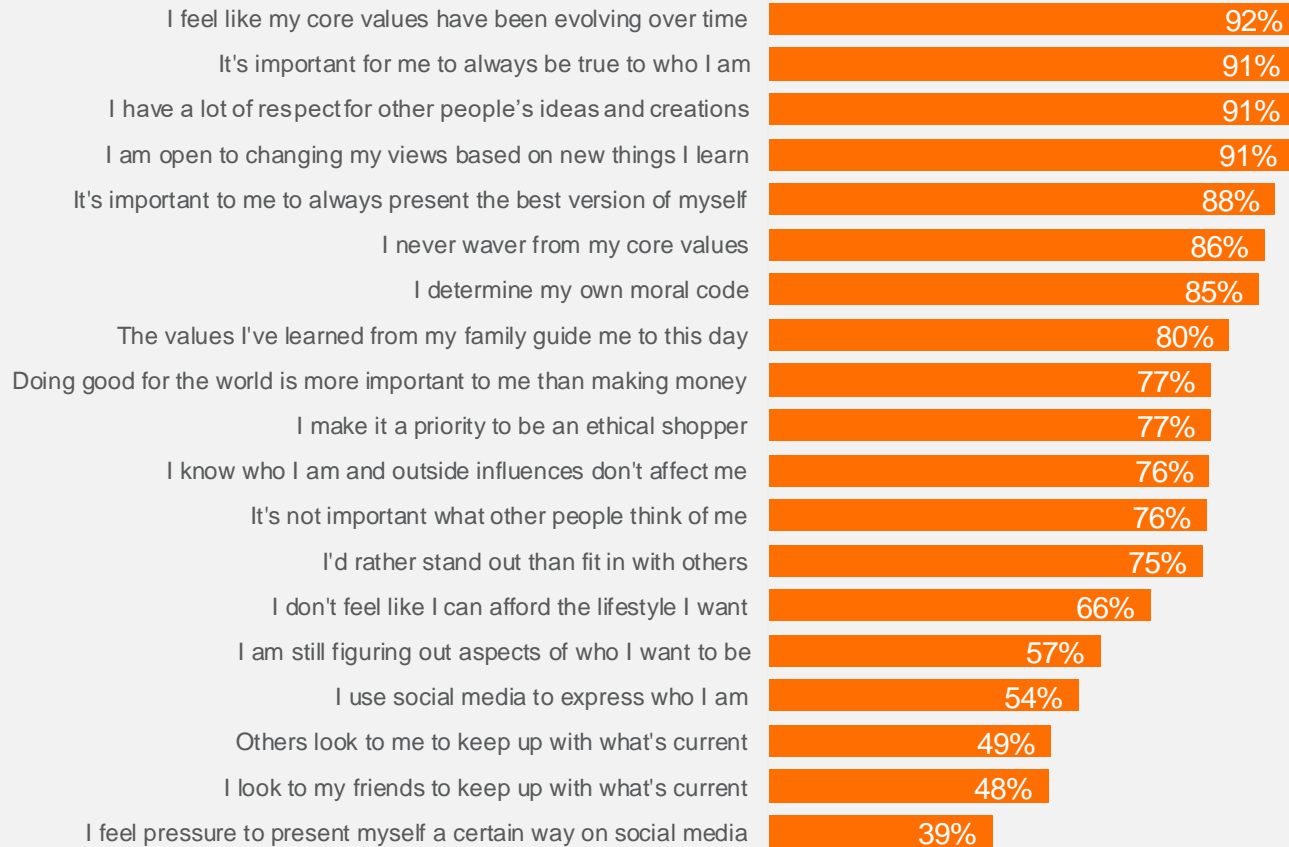 I feel like my core values have been evolving over time 92%
It's important for me to always be true to who I am 91%
I have a lot of respect for other people’s ideas and creations 91%
I am open to changing my views based on new things I learn 91%
It's important to me to always present the best version of myself 88%
I never waver from my core values 86%
I determine my own moral code 85%
The values I've learned from my family guide me to this day 80%
Doing good for the world is more important to me than making money 77%
I make it a priority to be an ethical shopper 77%
I know who I am and outside influences don't affect me 76%
It's not important what other people think of me 76%
I'd rather stand out than fit in with others 75%
I don't feel like I can afford the lifestyle I want 66%
I am still figuring out aspects of who I want to be 57%
I use social media to express who I am 54%
Others look to me to keep up with what's current 49%
I look to my friends to keep up with what's current 48%
I feel pressure to present myself a certain way on social media 39%